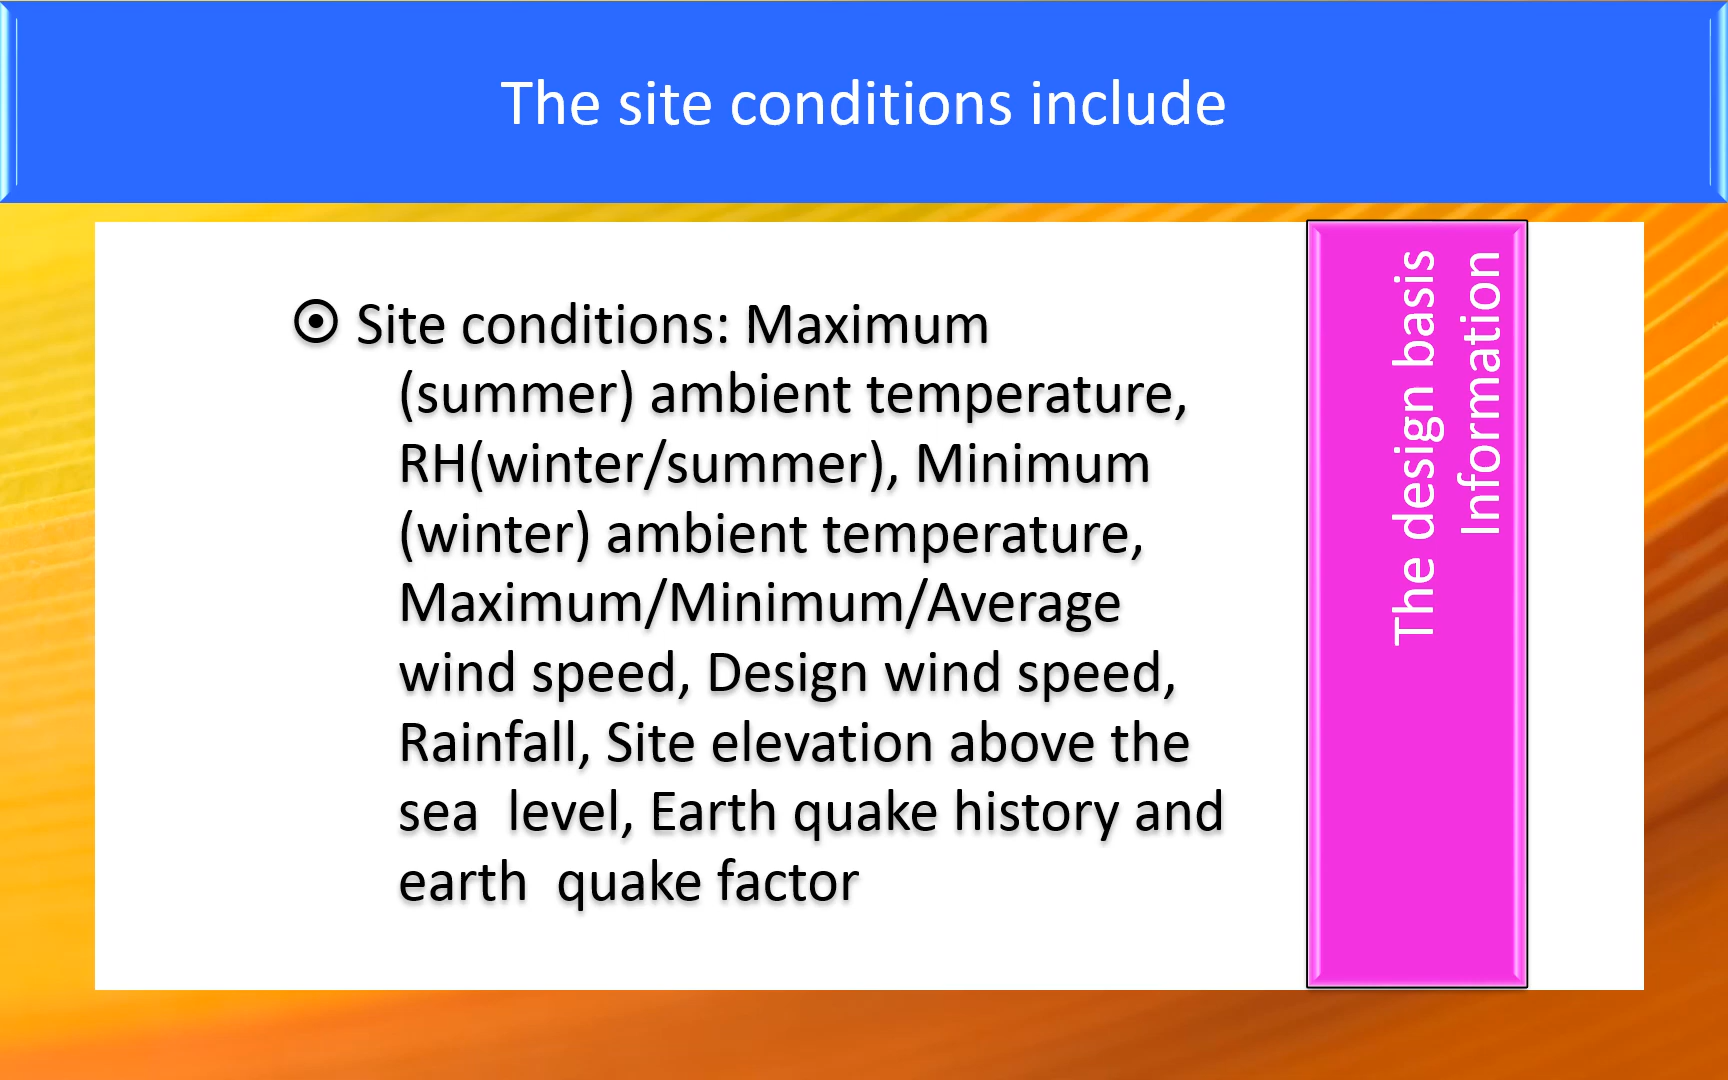 The site conditions include
Site conditions: Maximum
(summer) ambient temperature,
RH(winter/summer), Minimum
(winter) ambient temperature,
Maximum/Minimum/Average
wind speed, Design wind speed,
Rainfall, Site elevation above the
sea  level, Earth quake history and
earth  quake factor
The design basis
Information